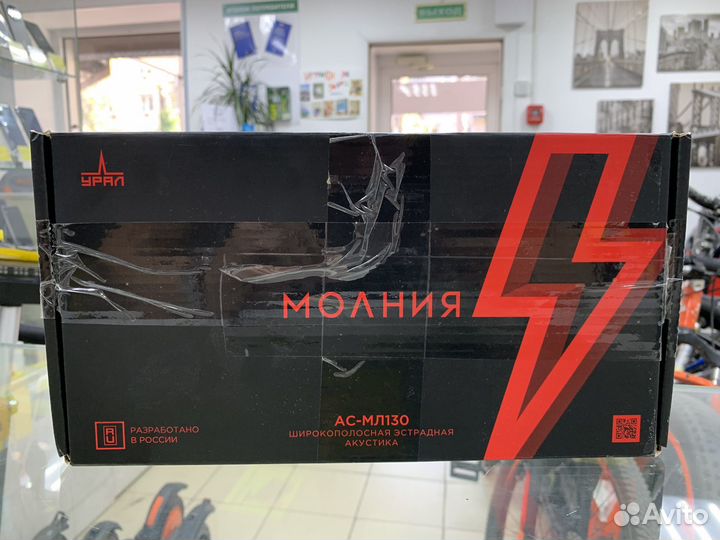 ВЫХОД
УРАЛ
МОЛНИЯ
АС-МЛ130
ШИРОКОПОЛОСНАЯ ЭСТРАДНАЯ
АКУСТИКА
РАЗРАБОТАНО
В РОССИИ
Avito